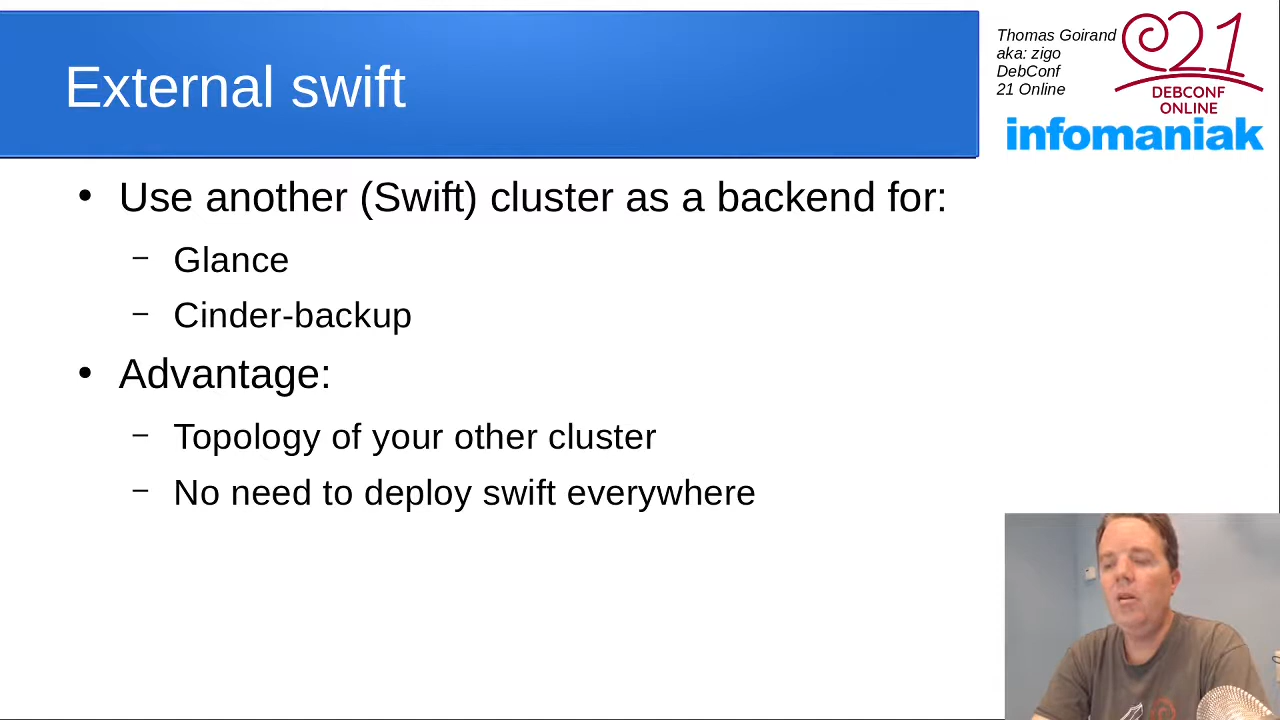 External swift
Thomas Goirand
aka: zigo
DebConf
21 Online
21
DEBCONF
ONLINE
infomaniak
• Use another (Swift) cluster as a backend for:
– Glance
– Cinder-backup
• Advantage:
– Topology of your other cluster
– No need to deploy swift everywhere